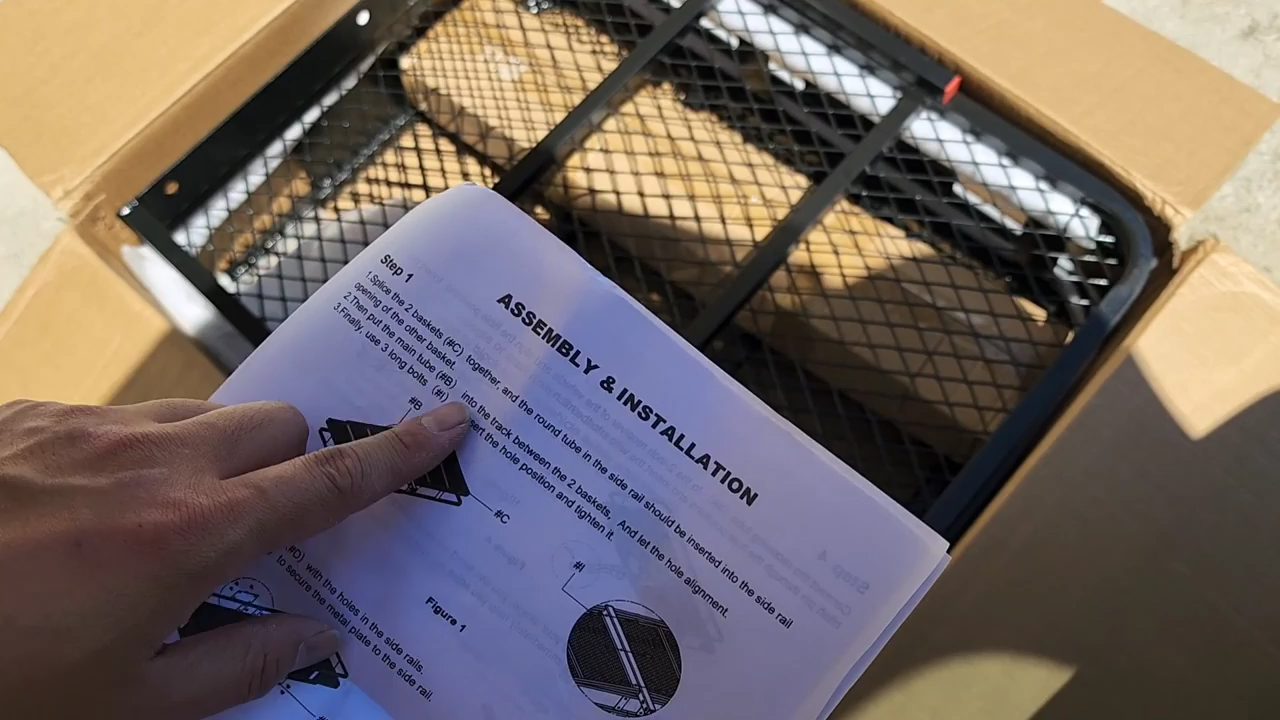 ASSEMBLY & INSTALLATION
Step 1
1.Splice the 2 baskets (#C) together, and the round tube in the side rail should be inserted into the side rail
opening of the other basket.
2.Then put the main tube (#B) into the track between the 2 baskets, And let the hole alignment.
3.Finally, use 3 long bolts (#I) sert the hole position and tighten it.
#B
#C
#I
Figure 1
#D) with the holes in the side rails.
to secure the metal plate to the side rail.
Step 4